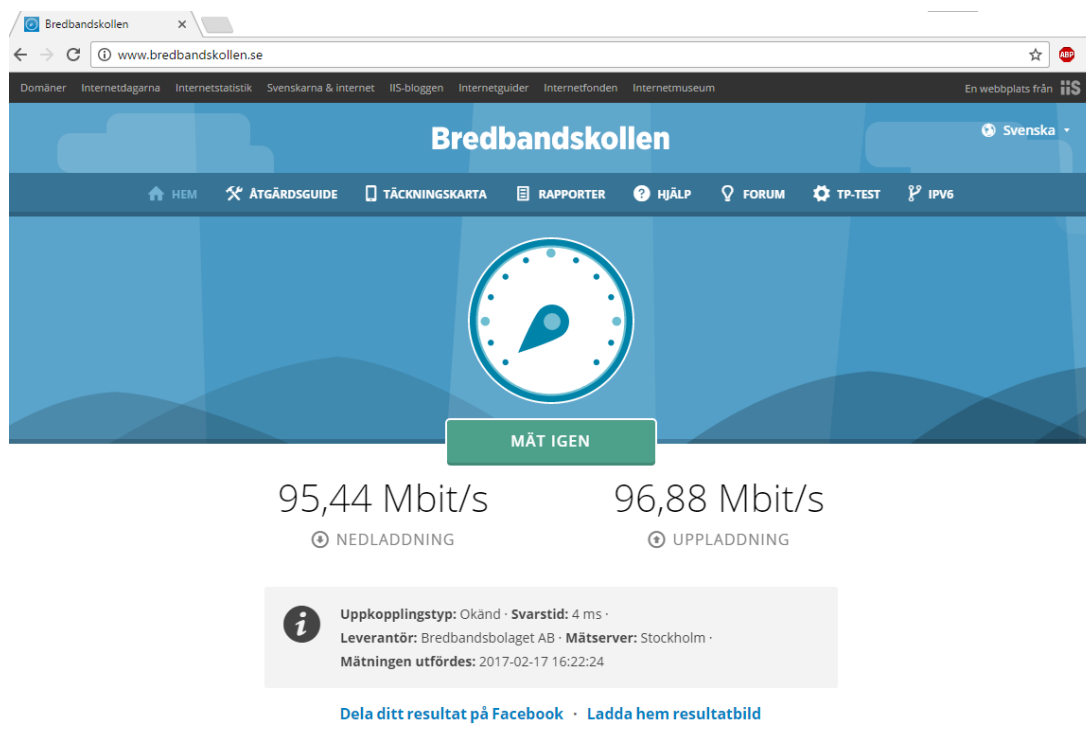 Bredbandskollen
www.bredbandskollen.se
ABP
Domäner Internetdagarna Internetstatistik Svenskarna & internet IIS-bloggen Internetguider Internetfonden Internetmuseum En webbplats från iiS
Bredbandskollen
Svenska
HEM ÅTGÄRDSGUIDE TÄCKNINGSKARTA RAPPORTER HJÄLP FORUM TP-TEST IPV6
MÄT IGEN
95,44 Mbit/s 96,88 Mbit/s
NEDLADDNING UPPLADDNING
Uppkopplingstyp: Okänd · Svarstid: 4 ms ·
Leverantör: Bredbandsbolaget AB · Mätserver: Stockholm ·
Mätningen utfördes: 2017-02-17 16:22:24
Dela ditt resultat på Facebook · Ladda hem resultatbild